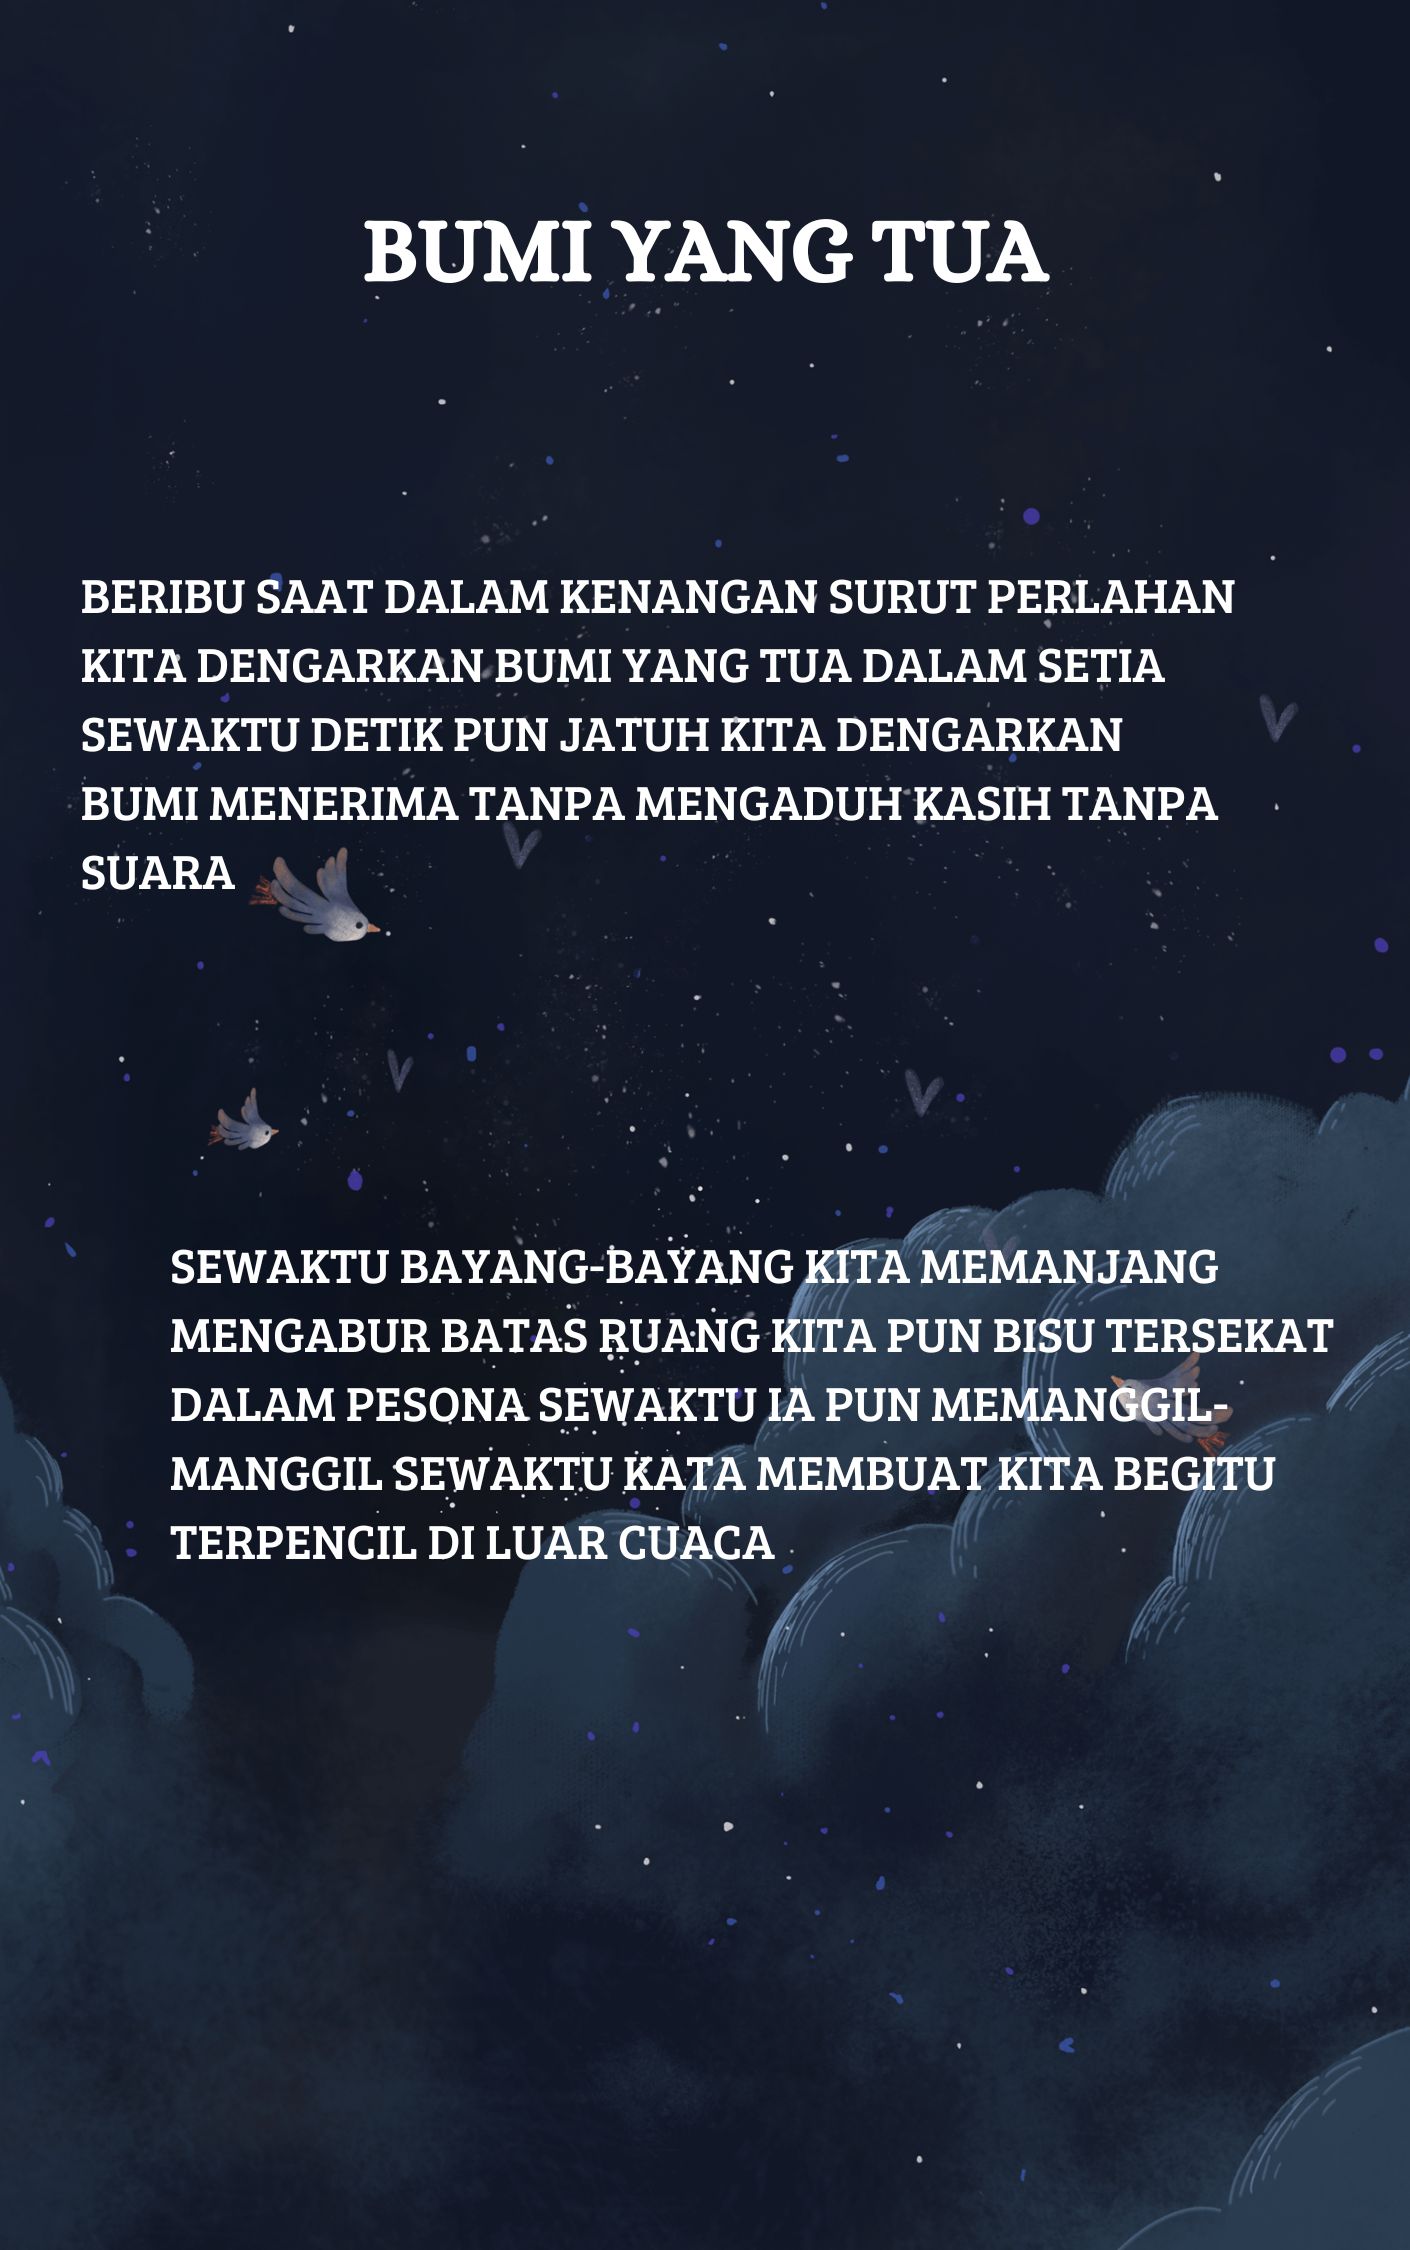 BUMI YANG TUA
BERIBU SAAT DALAM KENANGAN SURUT PERLAHAN
KITA DENGARKAN BUMI YANG TUA DALAM SETIA
SEWAKTU DETIK PUN JATUH KITA DENGARKAN
BUMI MENERIMA TANPA MENGADUH KASIH TANPA
SUARA
SEWAKTU BAYANG-BAYANG KITA MEMANJANG
MENGABUR BATAS RUANG KITA PUN BISU TERSEKAT
DALAM PESONA SEWAKTU IA PUN MEMANGGIL-
MANGGIL SEWAKTU KATA MEMBUAT KITA BEGITU
TERPENCIL DI LUAR CUACA